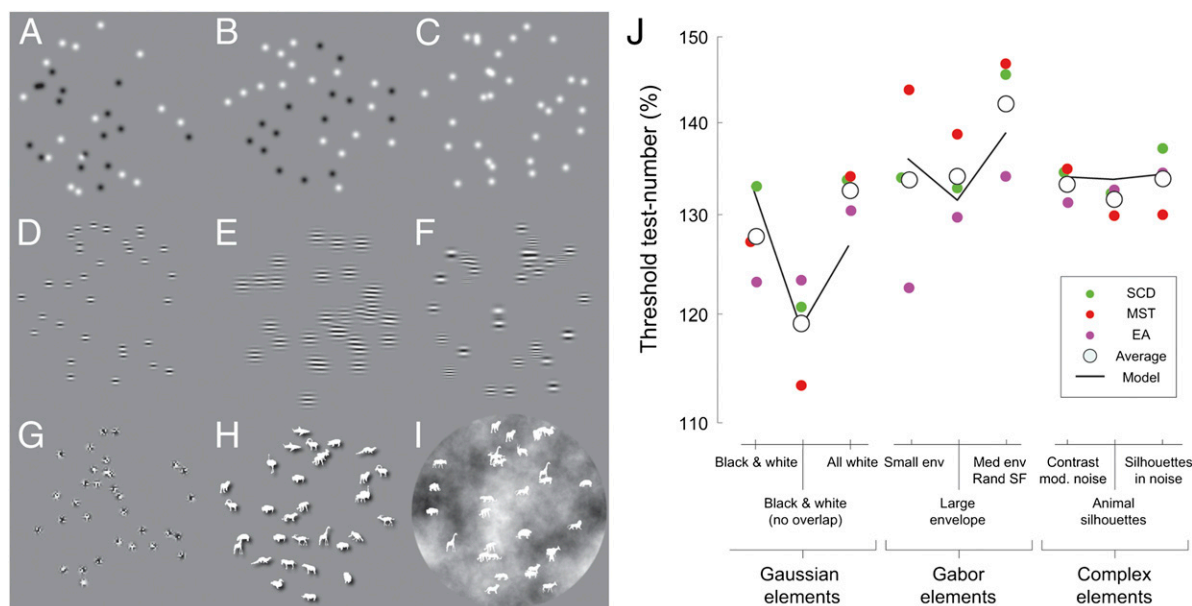 A
B
C
D
E
F
G
H
I
J
Threshold test-number (%)
150
140
130
120
110
SCD
MST
EA
Average
Model
Black & white
All white
Small env
Med env
Rand SF
Contrast
mod. noise
Silhouettes
in noise
Black & white
(no overlap)
Large
envelope
Animal
silhouettes
Gaussian
elements
Gabor
elements
Complex
elements